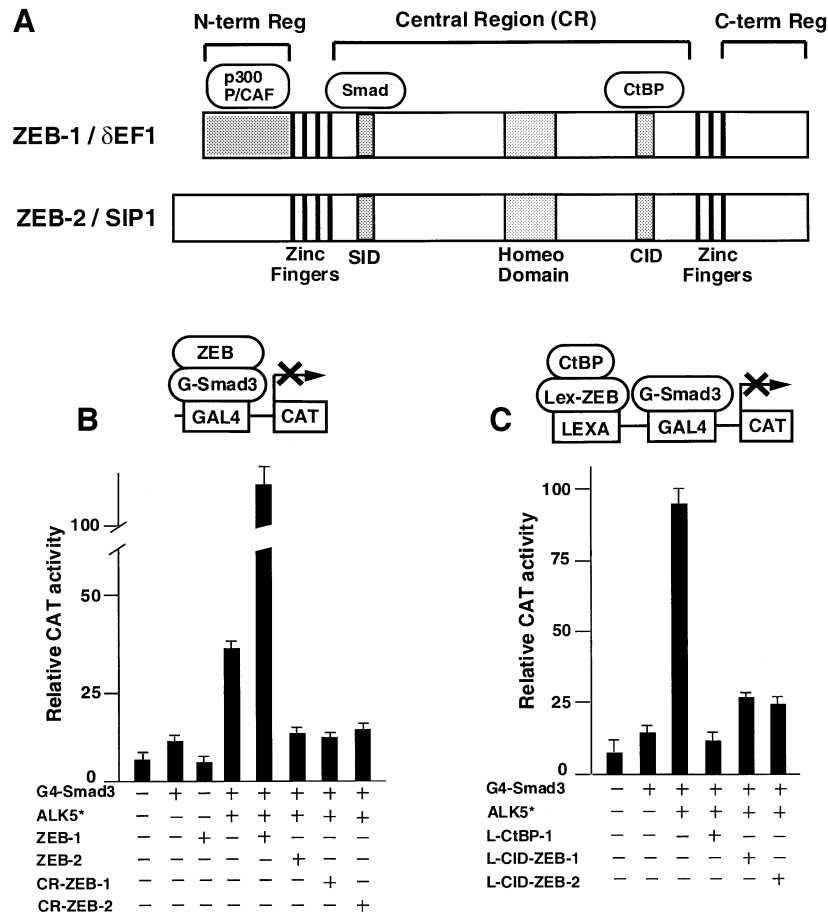 A
N-term Reg Central Region (CR) C-term Reg
p300
P/CAF
Smad CtBP
ZEB-1 / δEF1
ZEB-2 / SIP1
Zinc
Fingers
SID
Homeo
Domain
CID
Zinc
Fingers
B
ZEB
G-Smad3
GAL4 CAT
C
CtBP
Lex-ZEB G-Smad3
LEXA GAL4 CAT
Relative CAT activity
100
50
25
0
G4-Smad3 – + – + + + + +
ALK5* – – – + + + + +
ZEB-1 – – + – + – – –
ZEB-2 – – – – – + – –
CR-ZEB-1 – – – – – – + –
CR-ZEB-2 – – – – – – – +
Relative CAT activity
100
75
50
25
0
G4-Smad3 – + + + + +
ALK5* – – + + + +
L-CtBP-1 – – – + – –
L-CID-ZEB-1 – – – – + –
L-CID-ZEB-2 – – – – – +